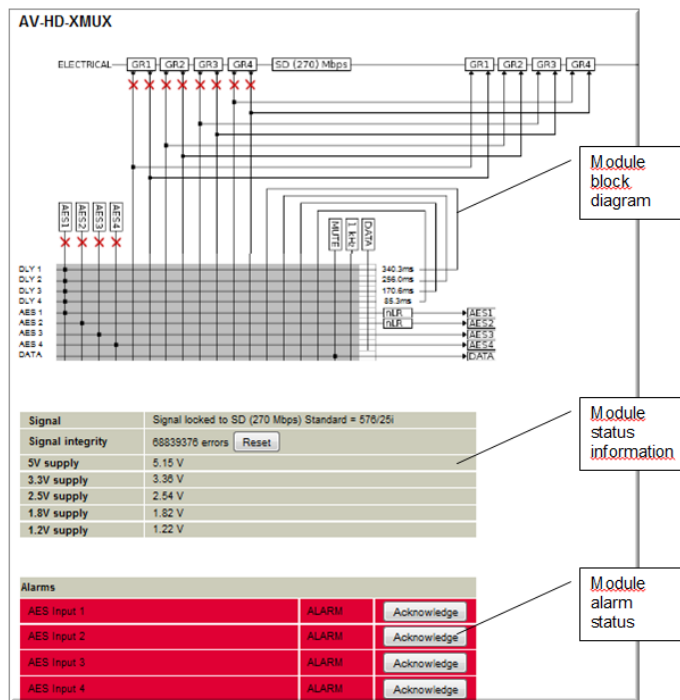 AV-HD-XMUX
ELECTRICAL GR1 GR2 GR3 GR4 SD (270) Mbps GR1 GR2 GR3 GR4
Module
block
diagram
AES1 AES2 AES3 AES4 MUTE 1 kHz DATA
DLY 1 340.3ms
DLY 2 256.0ms
DLY 3 170.6ms
DLY 4 85.3ms
AES 1 nLR AES1
AES 2 nLR AES2
AES 3 AES3
AES 4 AES4
DATA DATA
Module
status
information
Signal Signal locked to SD (270 Mbps) Standard = 576/25i
Signal integrity 68839376 errors Reset
5V supply 5.15 V
3.3V supply 3.36 V
2.5V supply 2.54 V
1.8V supply 1.82 V
1.2V supply 1.22 V
Module
alarm
status
Alarms
AES Input 1 ALARM Acknowledge
AES Input 2 ALARM Acknowledge
AES Input 3 ALARM Acknowledge
AES Input 4 ALARM Acknowledge